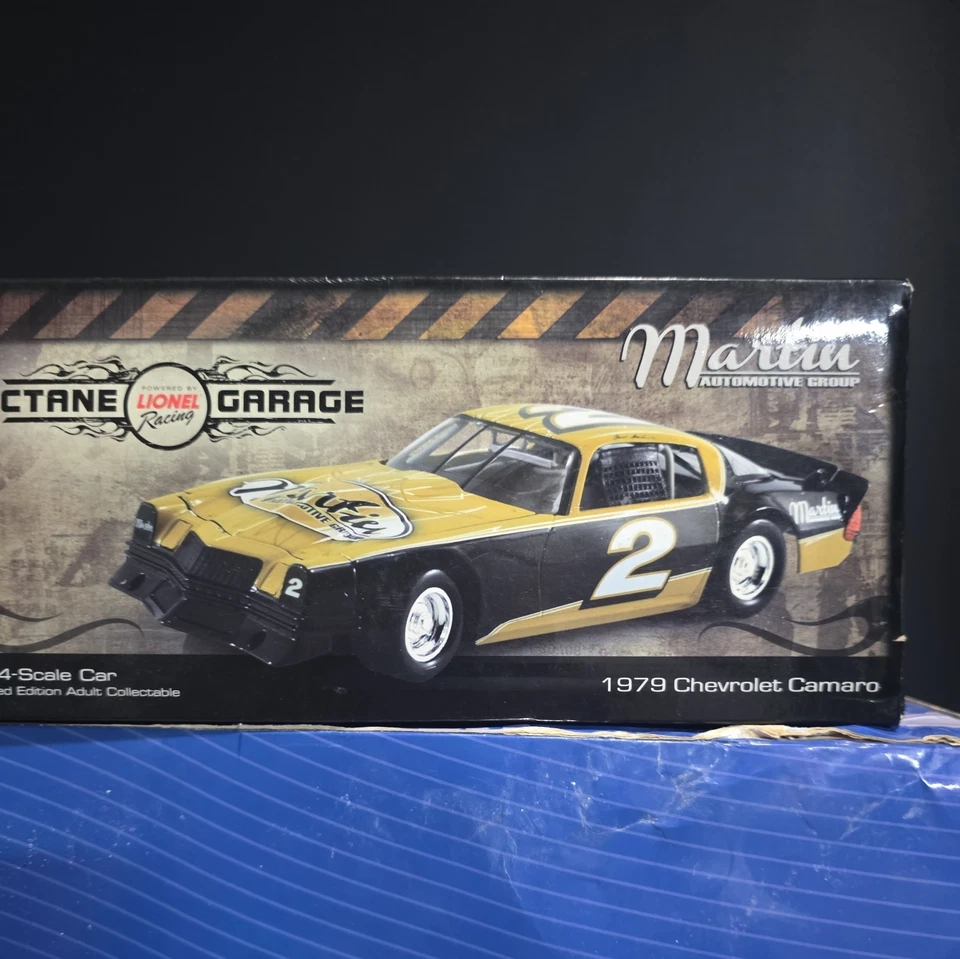 Martin
AUTOMOTIVE GROUP
POWERED BY
CTANE LIONEL GARAGE
Racing
2
Martin
2
4-Scale Car
ed Edition Adult Collectable
1979 Chevrolet Camaro